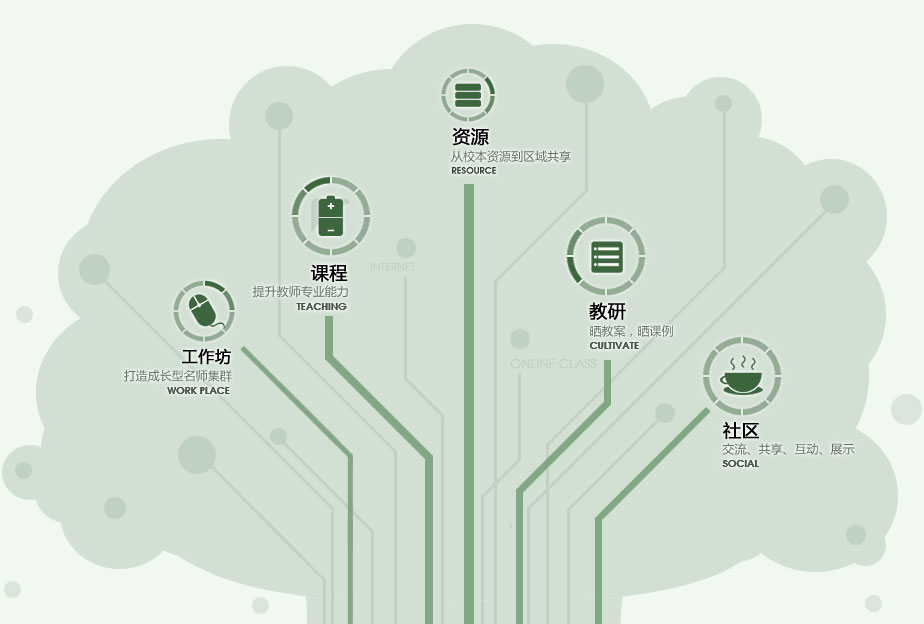 资源
从校本资源到区域共享
RESOURCE
课程
提升教师专业能力
TEACHING
INTERNET
教研
晒教案，晒课例
CULTIVATE
工作坊
打造成长型名师集群
WORK PLACE
ONLINE CLASS
社区
交流、共享、互动、展示
SOCIAL